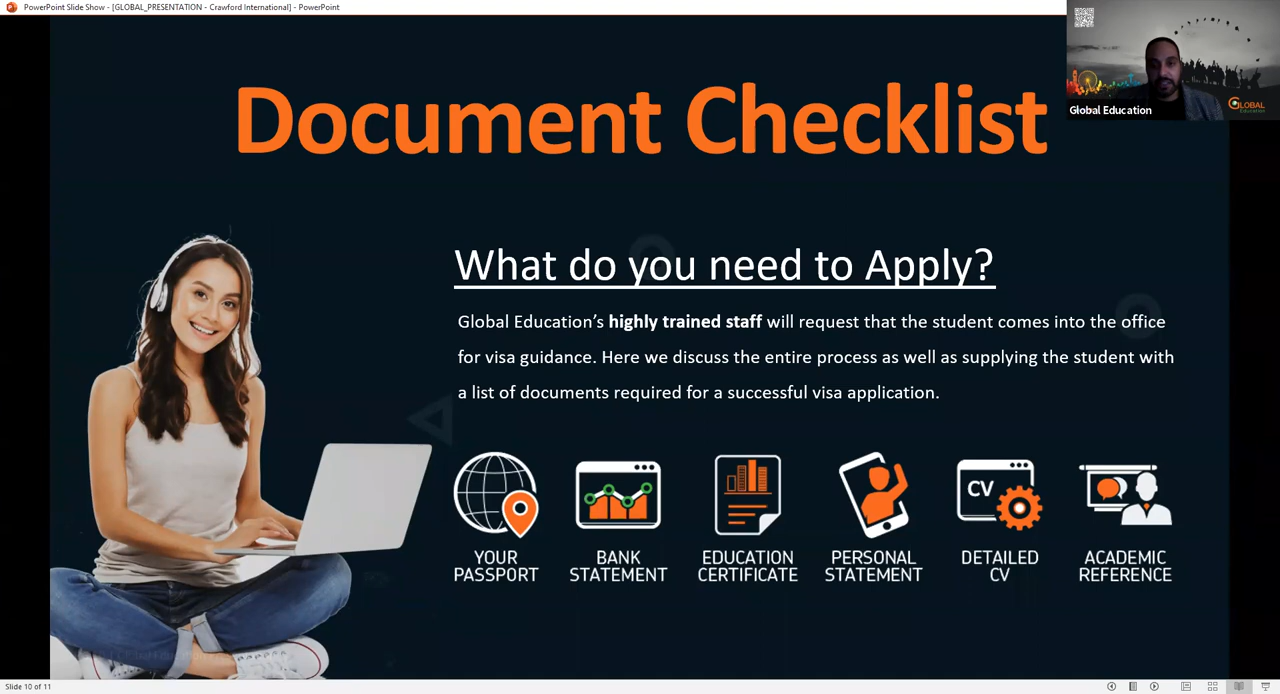 PowerPoint Slide Show - [GLOBAL_PRESENTATION - Crawford International] - PowerPoint
Global Education
GLOBAL
Education
Document Checklist
What do you need to Apply?
Global Education’s highly trained staff will request that the student comes into the office
for visa guidance. Here we discuss the entire process as well as supplying the student with
a list of documents required for a successful visa application.
CV
YOUR
PASSPORT
BANK
STATEMENT
EDUCATION
CERTIFICATE
PERSONAL
STATEMENT
DETAILED
CV
ACADEMIC
REFERENCE
Slide 10 of 11